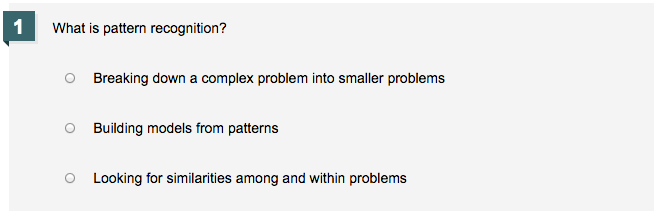 1 What is pattern recognition?
Breaking down a complex problem into smaller problems
Building models from patterns
Looking for similarities among and within problems